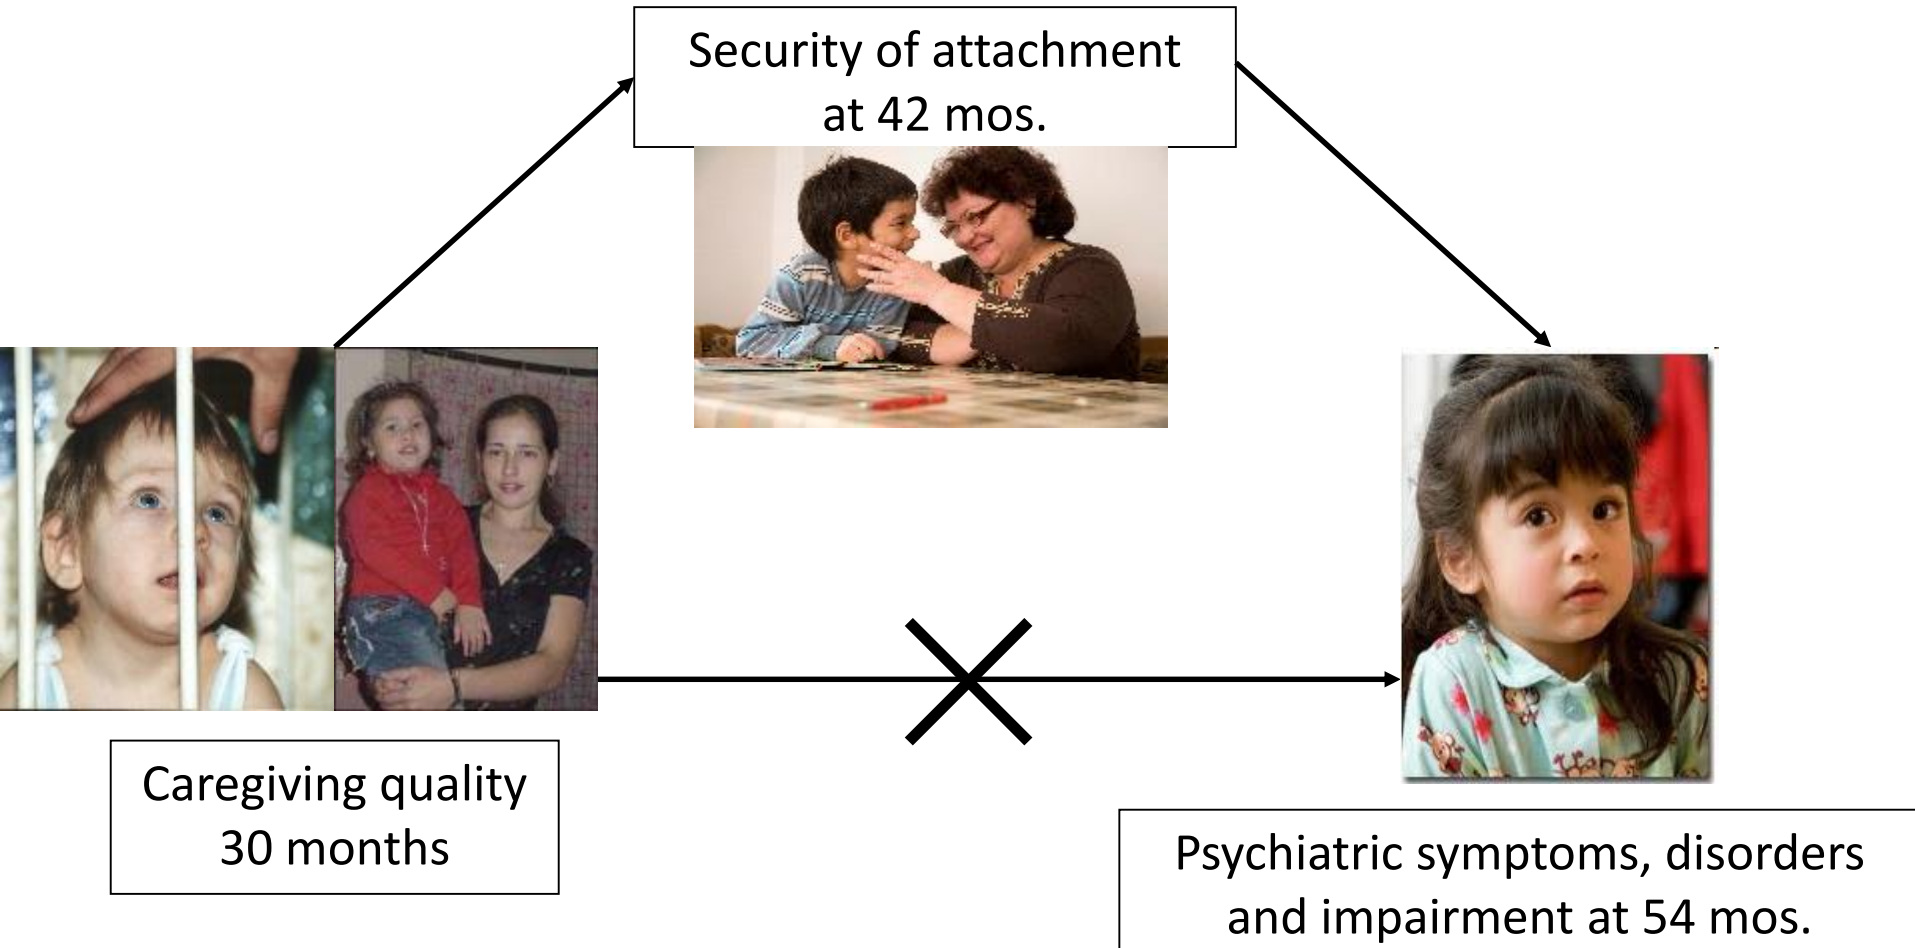 Security of attachment
at 42 mos.
Caregiving quality
30 months
Psychiatric symptoms, disorders
and impairment at 54 mos.